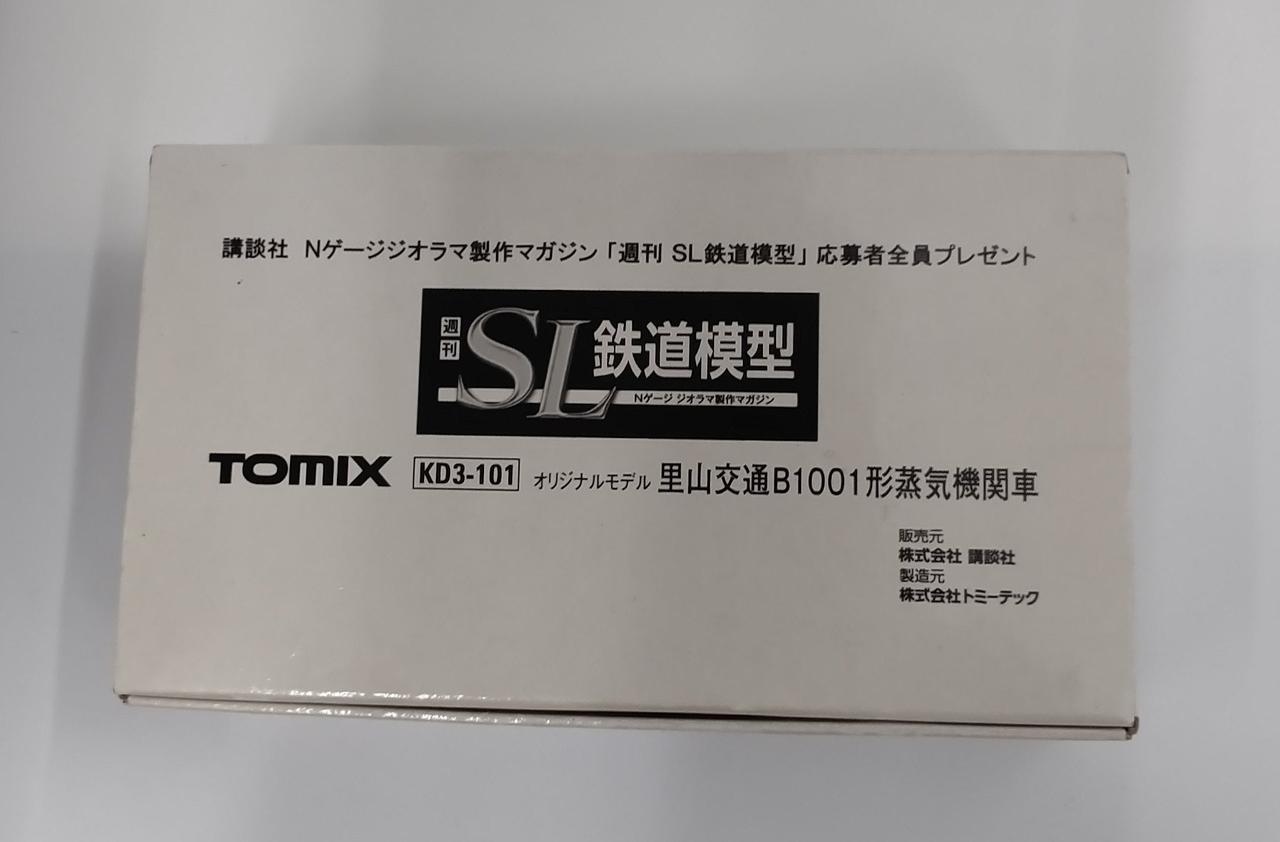 講談社 Nゲージジオラマ製作マガジン「週刊 SL鉄道模型」応募者全員プレゼント
週刊 SL 鉄道模型
Nゲージ ジオラマ製作マガジン
TOMIX KD3-101 オリジナルモデル 里山交通B1001形蒸気機関車
販売元
株式会社 講談社
製造元
株式会社トミーテック